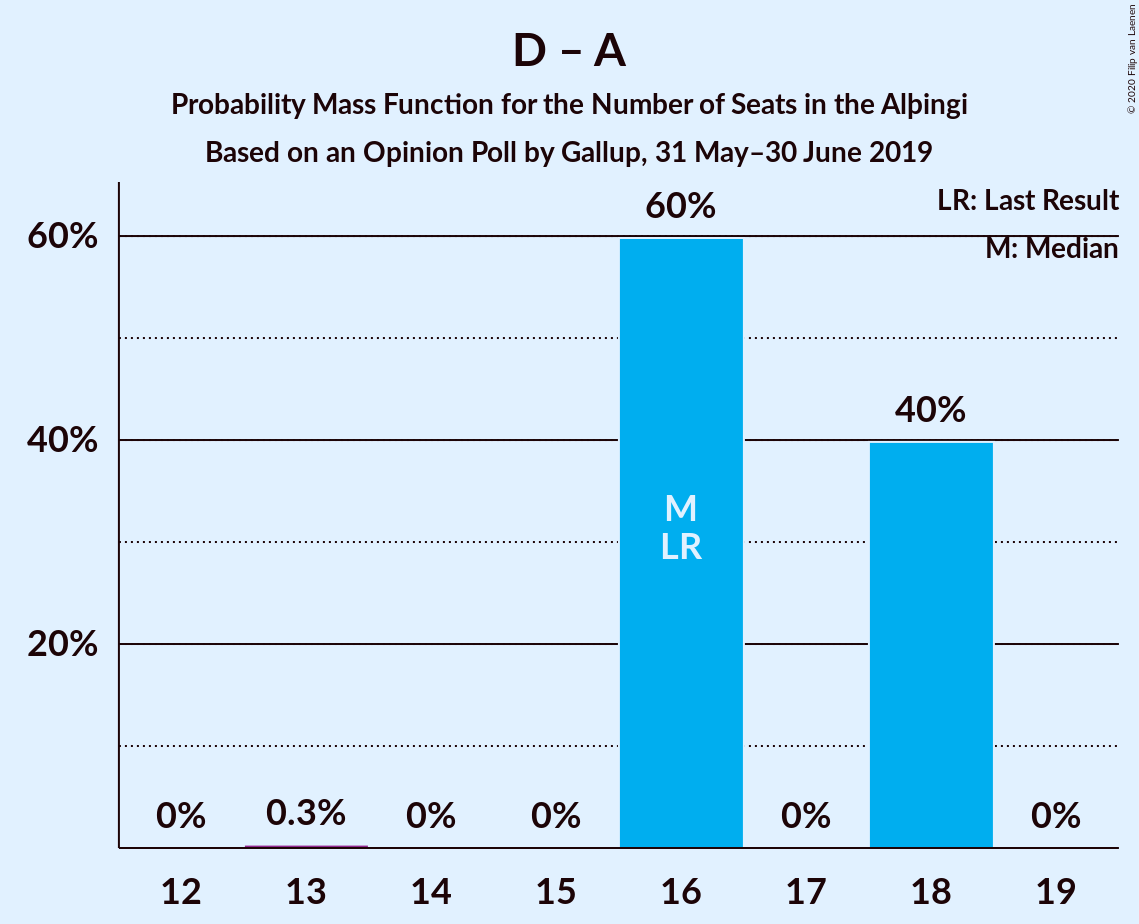 D – A
Probability Mass Function for the Number of Seats in the Alþingi
Based on an Opinion Poll by Gallup, 31 May–30 June 2019
© 2020 Filip van Laenen
LR: Last Result
M: Median
60%
40%
20%
0%
0.3%
0%
0%
60%
M
LR
0%
40%
0%
12
13
14
15
16
17
18
19